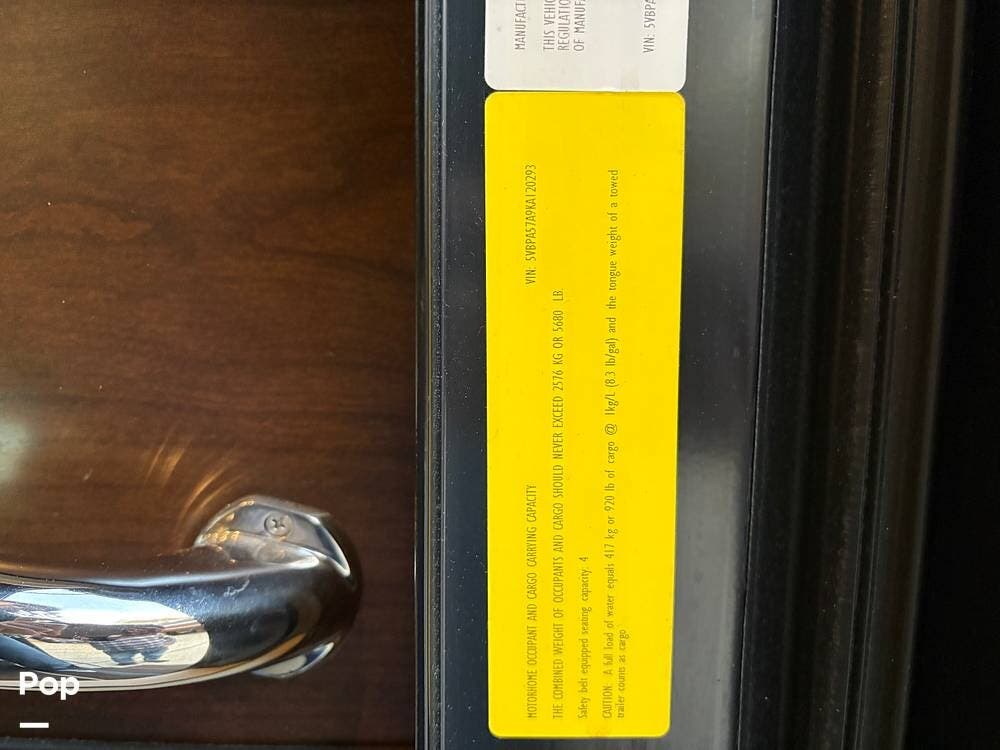 MANUFACT
THIS VEHIC
REGULATIO
OF MANUFA
VIN: 5VBPA
MOTORHOME OCCUPANT AND CARGO CARRYING CAPACITY VIN: 5VBPA57A9KA120293
THE COMBINED WEIGHT OF OCCUPANTS AND CARGO SHOULD NEVER EXCEED 2576 KG OR 5680 LB.
Safety belt equipped seating capacity: 4
CAUTION: A full load of water equals 417 kg or 920 lb of cargo @ 1kg/L (8.3 lb/gal) and the tongue weight of a towed
trailer counts as cargo
Pop